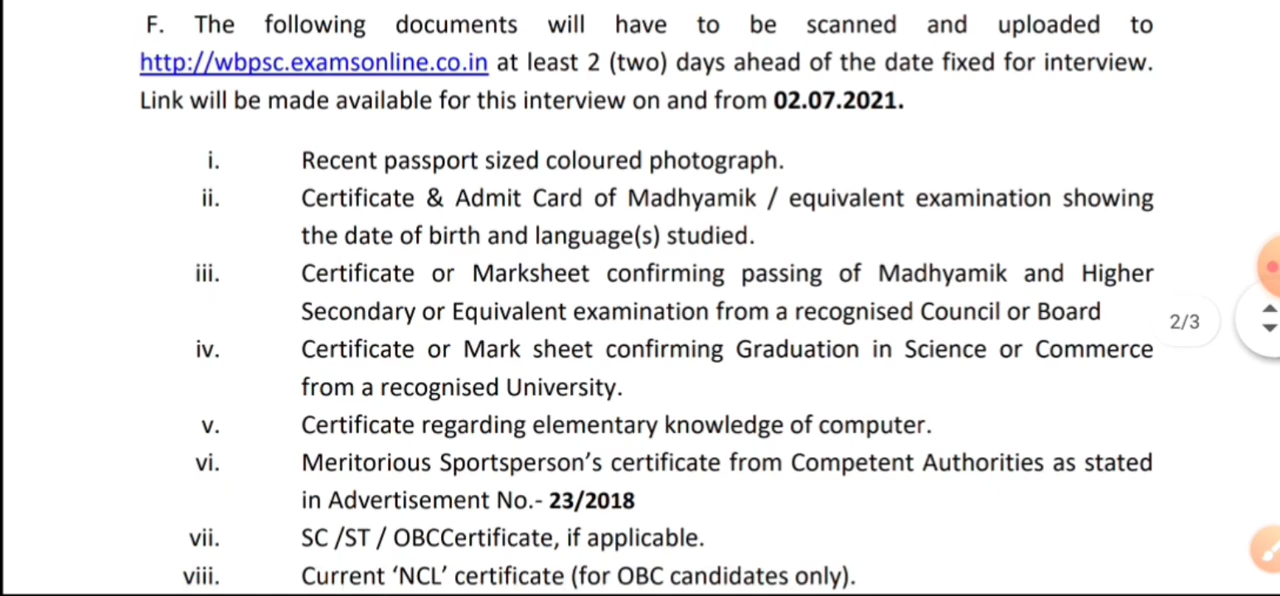 F. The following documents will have to be scanned and uploaded to
http://wbpsc.examsonline.co.in at least 2 (two) days ahead of the date fixed for interview.
Link will be made available for this interview on and from 02.07.2021.
i. Recent passport sized coloured photograph.
ii. Certificate & Admit Card of Madhyamik / equivalent examination showing
the date of birth and language(s) studied.
iii. Certificate or Marksheet confirming passing of Madhyamik and Higher
Secondary or Equivalent examination from a recognised Council or Board
2/3
iv. Certificate or Mark sheet confirming Graduation in Science or Commerce
from a recognised University.
v. Certificate regarding elementary knowledge of computer.
vi. Meritorious Sportsperson's certificate from Competent Authorities as stated
in Advertisement No.- 23/2018
vii. SC /ST / OBCCertificate, if applicable.
viii. Current 'NCL' certificate (for OBC candidates only).